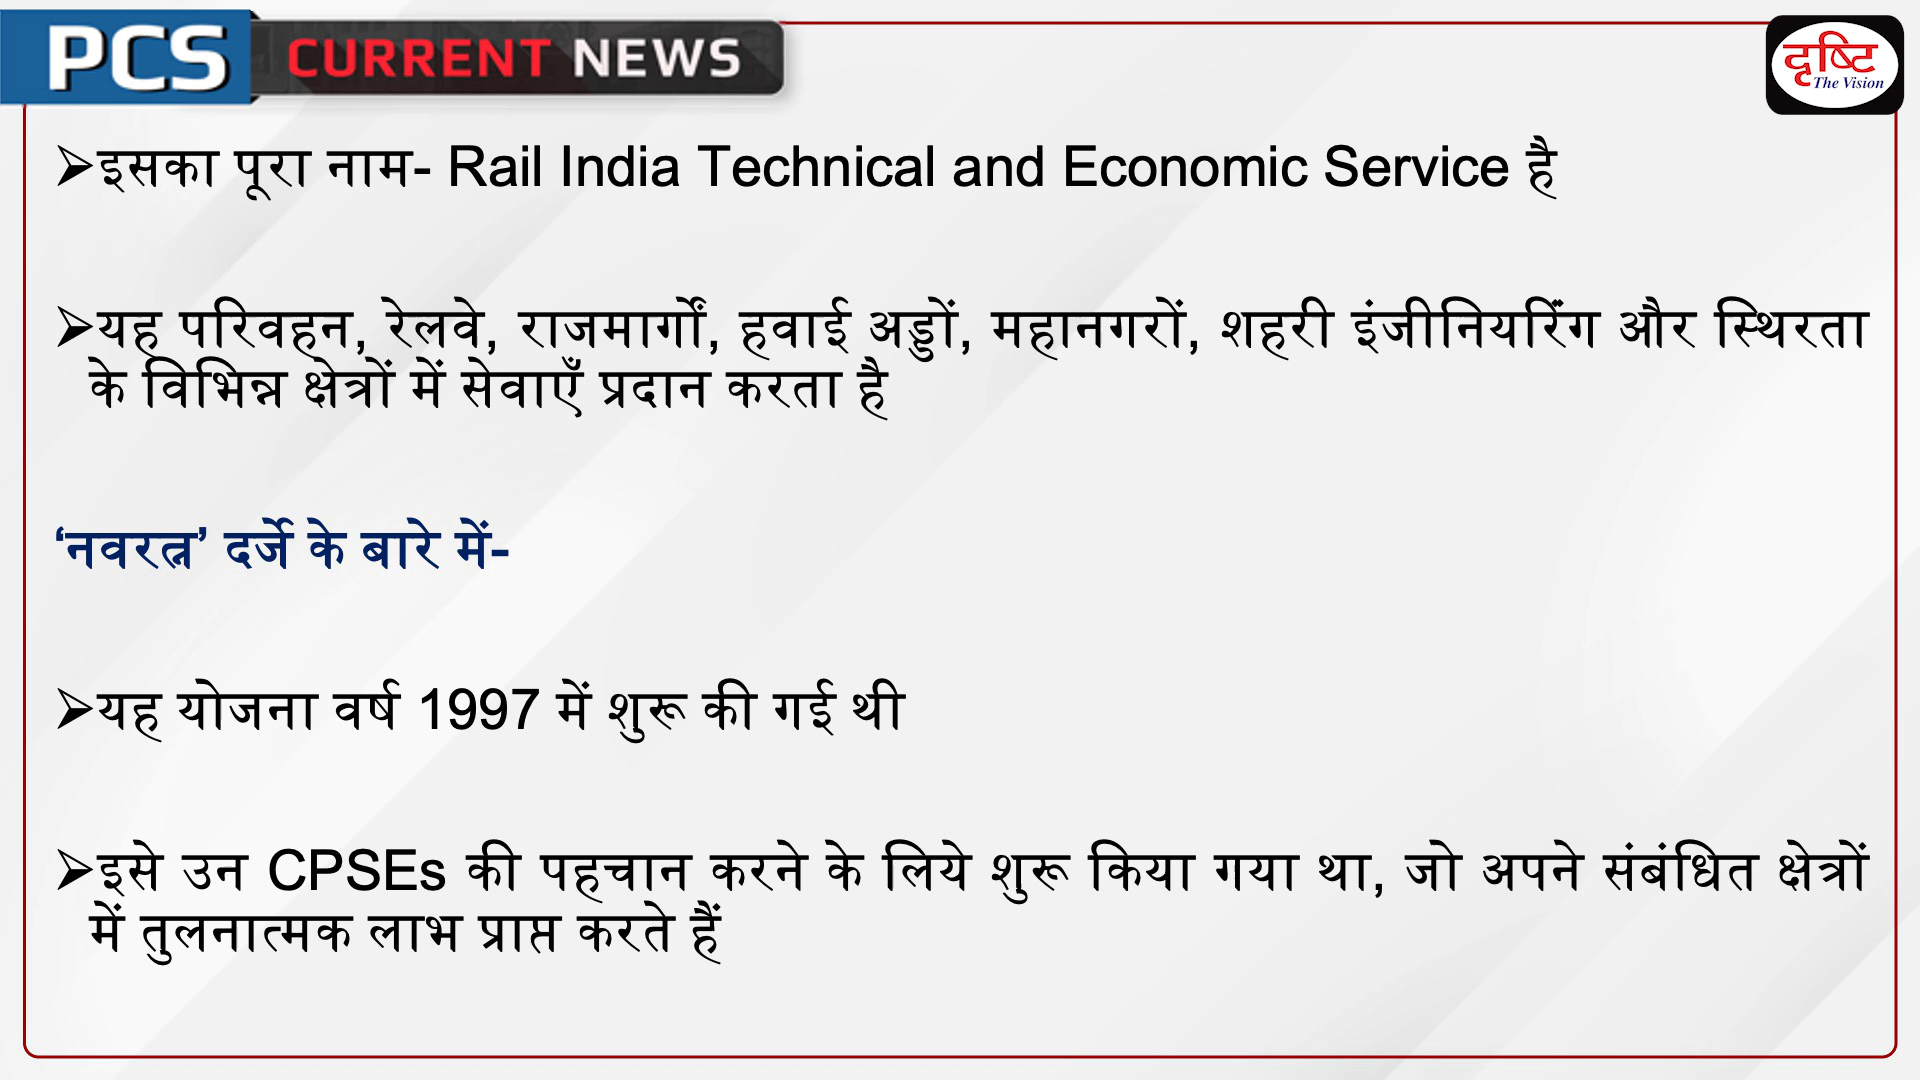 PCS CURRENT NEWS
दृष्टि
The Vision
➢इसका पूरा नाम- Rail India Technical and Economic Service है
➢यह परिवहन, रेलवे, राजमार्गों, हवाई अड्डों, महानगरों, शहरी इंजीनियरिंग और स्थिरता
के विभिन्न क्षेत्रों में सेवाएँ प्रदान करता है
‘नवरत्न’ दर्जे के बारे में-
➢यह योजना वर्ष 1997 में शुरू की गई थी
➢इसे उन CPSEs की पहचान करने के लिये शुरू किया गया था, जो अपने संबंधित क्षेत्रों
में तुलनात्मक लाभ प्राप्त करते हैं